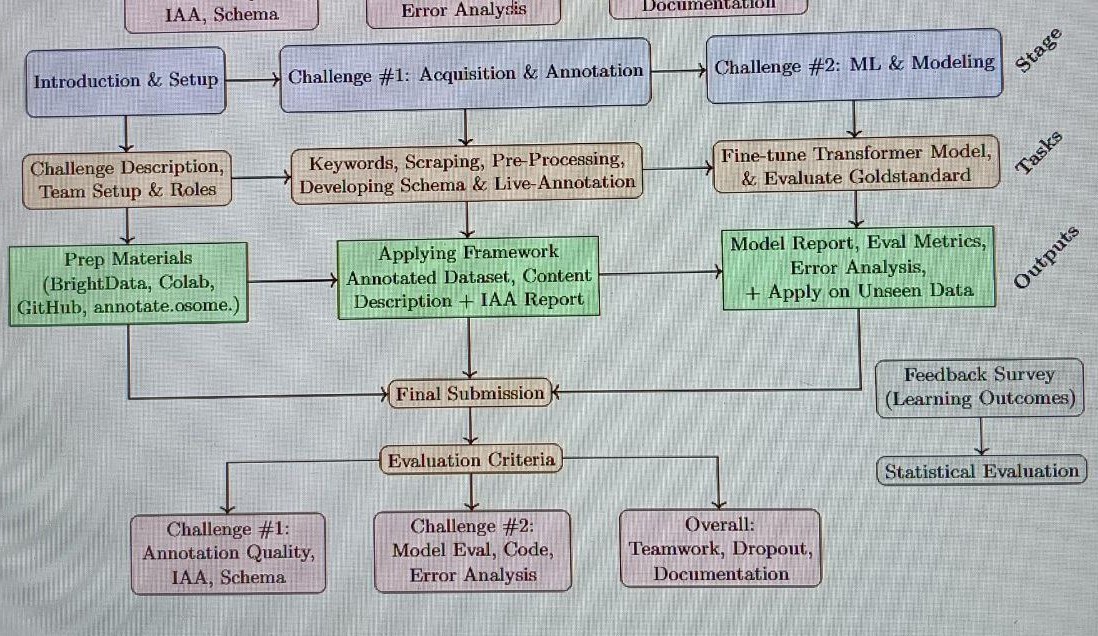 IAA, Schema
Error Analysis
Documentation
Introduction & Setup
Challenge #1: Acquisition & Annotation
Challenge #2: ML & Modeling
Stage
Challenge Description,
Team Setup & Roles
Keywords, Scraping, Pre-Processing,
Developing Schema & Live-Annotation
Fine-tune Transformer Model,
& Evaluate Goldstandard
Tasks
Prep Materials
(BrightData, Colab,
GitHub, annotate.osome.)
Applying Framework
Annotated Dataset, Content
Description + IAA Report
Model Report, Eval Metrics,
Error Analysis,
+ Apply on Unseen Data
Outputs
Final Submission
Feedback Survey
(Learning Outcomes)
Evaluation Criteria
Statistical Evaluation
Challenge #1:
Annotation Quality,
IAA, Schema
Challenge #2:
Model Eval, Code,
Error Analysis
Overall:
Teamwork, Dropout,
Documentation